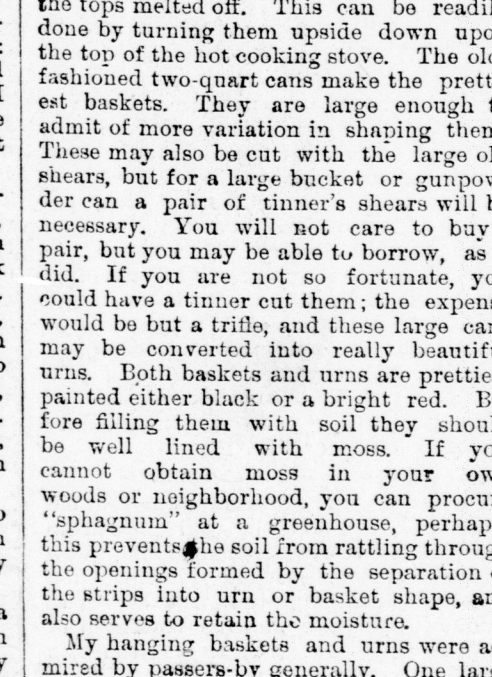 the tops melted off. This can be readil
done by turning them upside down upo
the top of the hot cooking stove. The old
fashioned two-quart cans make the prett
est baskets. They are large enough t
admit of more variation in shaping them
These may also be cut with the large ol
shears, but for a large bucket or gunpow
der can a pair of tinner's shears will b
necessary. You will not care to buy
pair, but you may be able to borrow, as
did. If you are not so fortunate, yo
could have a tinner cut them; the expens
would be but a trifle, and these large can
may be converted into really beautifu
urns. Both baskets and urns are prettie
painted either black or a bright red. B
fore filling them with soil they shoul
be well lined with moss. If yo
cannot obtain moss in your ow
woods or neighborhood, you can procur
"sphagnum" at a greenhouse, perhap
this prevents the soil from rattling throug
the openings formed by the separation
the strips into urn or basket shape, an
also serves to retain the moisture.
My hanging baskets and urns were a
mired by passers-by generally. One larg